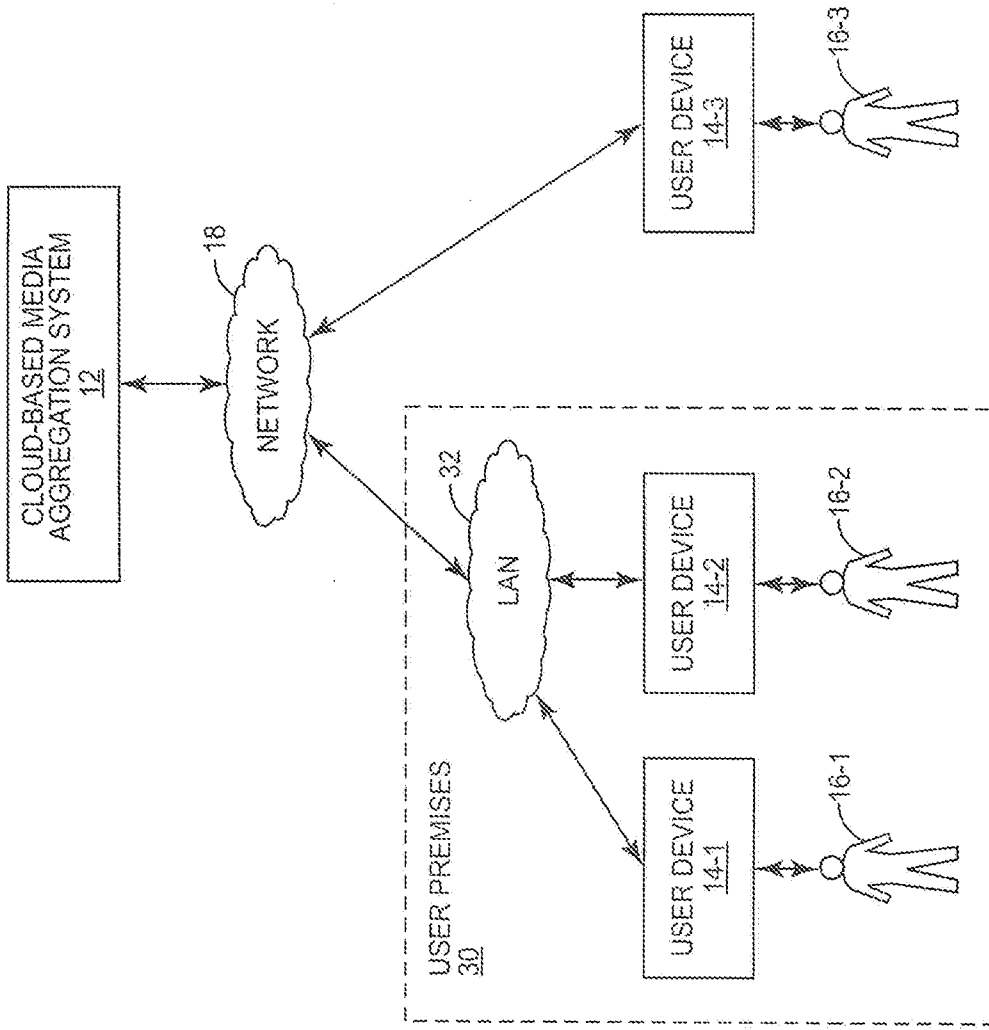 CLOUD-BASED MEDIA
AGGREGATION SYSTEM
12
18
NETWORK
USER PREMISES
30
32
LAN
USER DEVICE
14-1
USER DEVICE
14-2
USER DEVICE
14-3
16-1
16-2
16-3